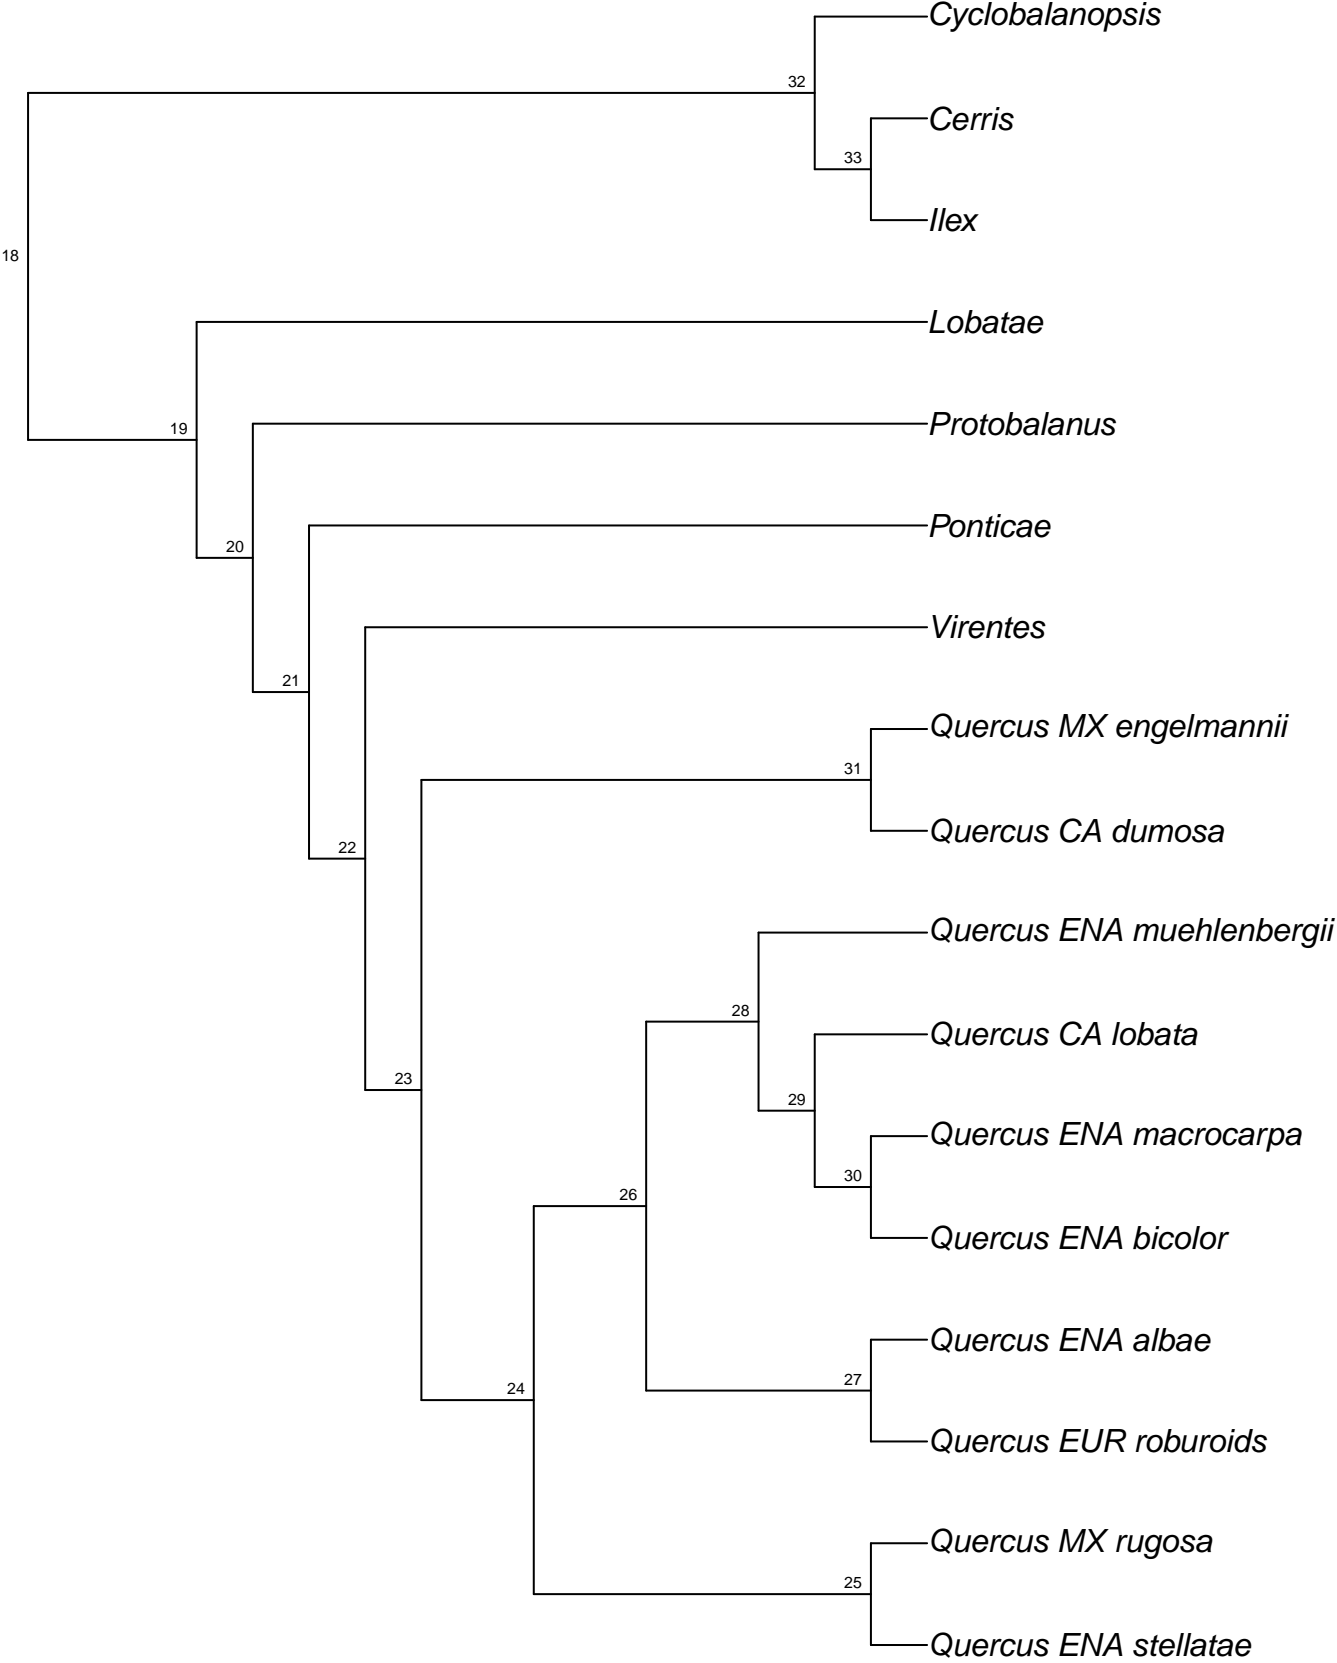 Cyclobalanopsis
32
Cerris
33
Ilex
18
Lobatae
Protobalanus
19
Ponticae
20
Virentes
21
Quercus MX engelmannii
31
Quercus CA dumosa
22
Quercus ENA muehlenbergii
28
Quercus CA lobata
23
29
Quercus ENA macrocarpa
30
26
Quercus ENA bicolor
Quercus ENA albae
27
24
Quercus EUR roburoids
Quercus MX rugosa
25
Quercus ENA stellatae